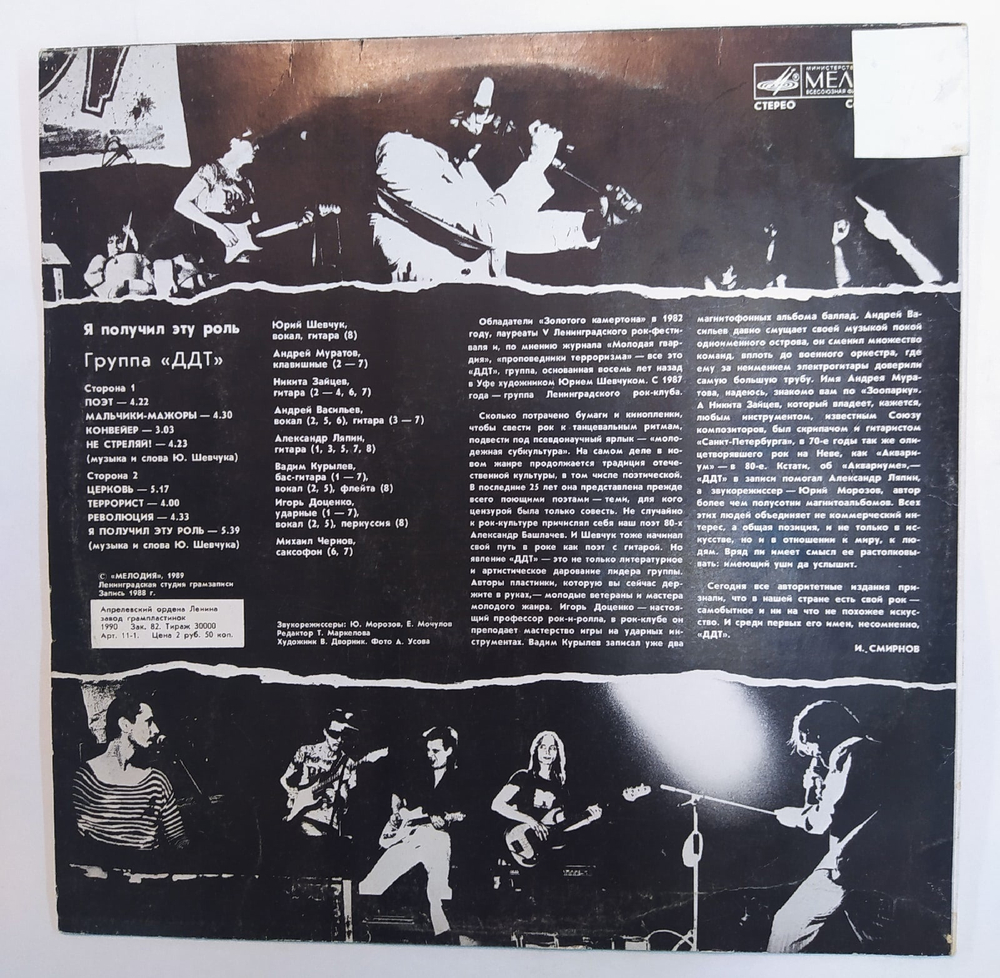 МИНИСТЕРСТВ
МЕЛ
ВСЕСОЮЗНАЯ
СТЕРЕО
С
Я получил эту роль
Группа «ДДТ»
Сторона 1
ПОЭТ — 4.22
МАЛЬЧИКИ-МАЖОРЫ — 4.30
КОНВЕЙЕР — 3.03
НЕ СТРЕЛЯЙ! — 4.23
(музыка и слова Ю. Шевчука)
Сторона 2
ЦЕРКОВЬ — 5.17
ТЕРРОРИСТ — 4.00
РЕВОЛЮЦИЯ — 4.33
Я ПОЛУЧИЛ ЭТУ РОЛЬ — 5.39
(музыка и слова Ю. Шевчука)
© «МЕЛОДИЯ», 1989
Ленинградская студия грамзаписи
Запись 1988 г.
Апрелевский ордена Ленина
завод грампластинок
1990 Зак. 82. Тираж 30000
Арт. 11-1. Цена 2 руб. 50 коп.
Юрий Шевчук,
вокал, гитара (8)
Андрей Муратов,
клавишные (2 — 7)
Никита Зайцев,
гитара (2 — 4, 6, 7)
Андрей Васильев,
вокал (2, 5, 6), гитара (3 — 7)
Александр Ляпин,
гитара (1, 3, 5, 7, 8)
Вадим Курылев,
бас-гитара (1 — 7),
вокал (2, 5), флейта (8)
Игорь Доценко,
ударные (1 — 7),
вокал (2, 5), перкуссия (8)
Михаил Чернов,
саксофон (6, 7)
Звукорежиссеры: Ю. Морозов, Е. Мочулов
Редактор Т. Маркелова
Художник В. Дворник. Фото А. Усова
Обладатели «Золотого камертона» в 1982
году, лауреаты V Ленинградского рок-фести-
валя и, по мнению журнала «Молодая гвар-
дия», «проповедники терроризма» — все это
«ДДТ», группа, основанная восемь лет назад
в Уфе художником Юрием Шевчуком. С 1987
года — группа Ленинградского рок-клуба.
Сколько потрачено бумаги и кинопленки,
чтобы свести рок к танцевальным ритмам,
подвести под псевдонаучный ярлык — «моло-
дежная субкультура». На самом деле в но-
вом жанре продолжается традиция отече-
ственной культуры, в том числе поэтической.
В последние 25 лет она представлена прежде
всего поющими поэтами — теми, для кого
цензурой была только совесть. Не случайно
к рок-культуре причислял себя наш поэт 80-х
Александр Башлачев. И Шевчук тоже начинал
свой путь в роке как поэт с гитарой. Но
явление «ДДТ» — это не только литературное
и артистическое дарование лидера группы.
Авторы пластинки, которую вы сейчас дер-
жите в руках,— молодые ветераны и мастера
молодого жанра. Игорь Доценко — настоя-
щий профессор рок-н-ролла, в рок-клубе он
преподает мастерство игры на ударных ин-
струментах. Вадим Курылев записал уже два
магнитофонных альбома баллад. Андрей Ва-
сильев давно смущает своей музыкой покой
одноименного острова, он сменил множество
команд, вплоть до военного оркестра, где
ему за неимением электрогитары доверили
самую большую трубу. Имя Андрея Мура-
това, надеюсь, знакомо вам по «Зоопарку».
А Никита Зайцев, который владеет, кажется,
любым инструментом, известным Союзу
композиторов, был скрипачом и гитаристом
«Санкт-Петербурга», в 70-е годы так же оли-
цетворявшего рок на Неве, как «Аквари-
ум» — в 80-е. Кстати, об «Аквариуме»,—
«ДДТ» в записи помогал Александр Ляпин,
а звукорежиссер — Юрий Морозов, автор
более чем полусотни магнитоальбомов. Всех
этих людей объединяет не коммерческий ин-
терес, а общая позиция, и не только в ис-
кусстве, но и в отношении к миру, к лю-
дям. Вряд ли имеет смысл ее растолковы-
вать: имеющий уши да услышит.
Сегодня все авторитетные издания при-
знали, что в нашей стране есть свой рок —
самобытное и ни на что не похожее искус-
ство. И среди первых его имен, несомненно,
«ДДТ».
И. СМИРНОВ